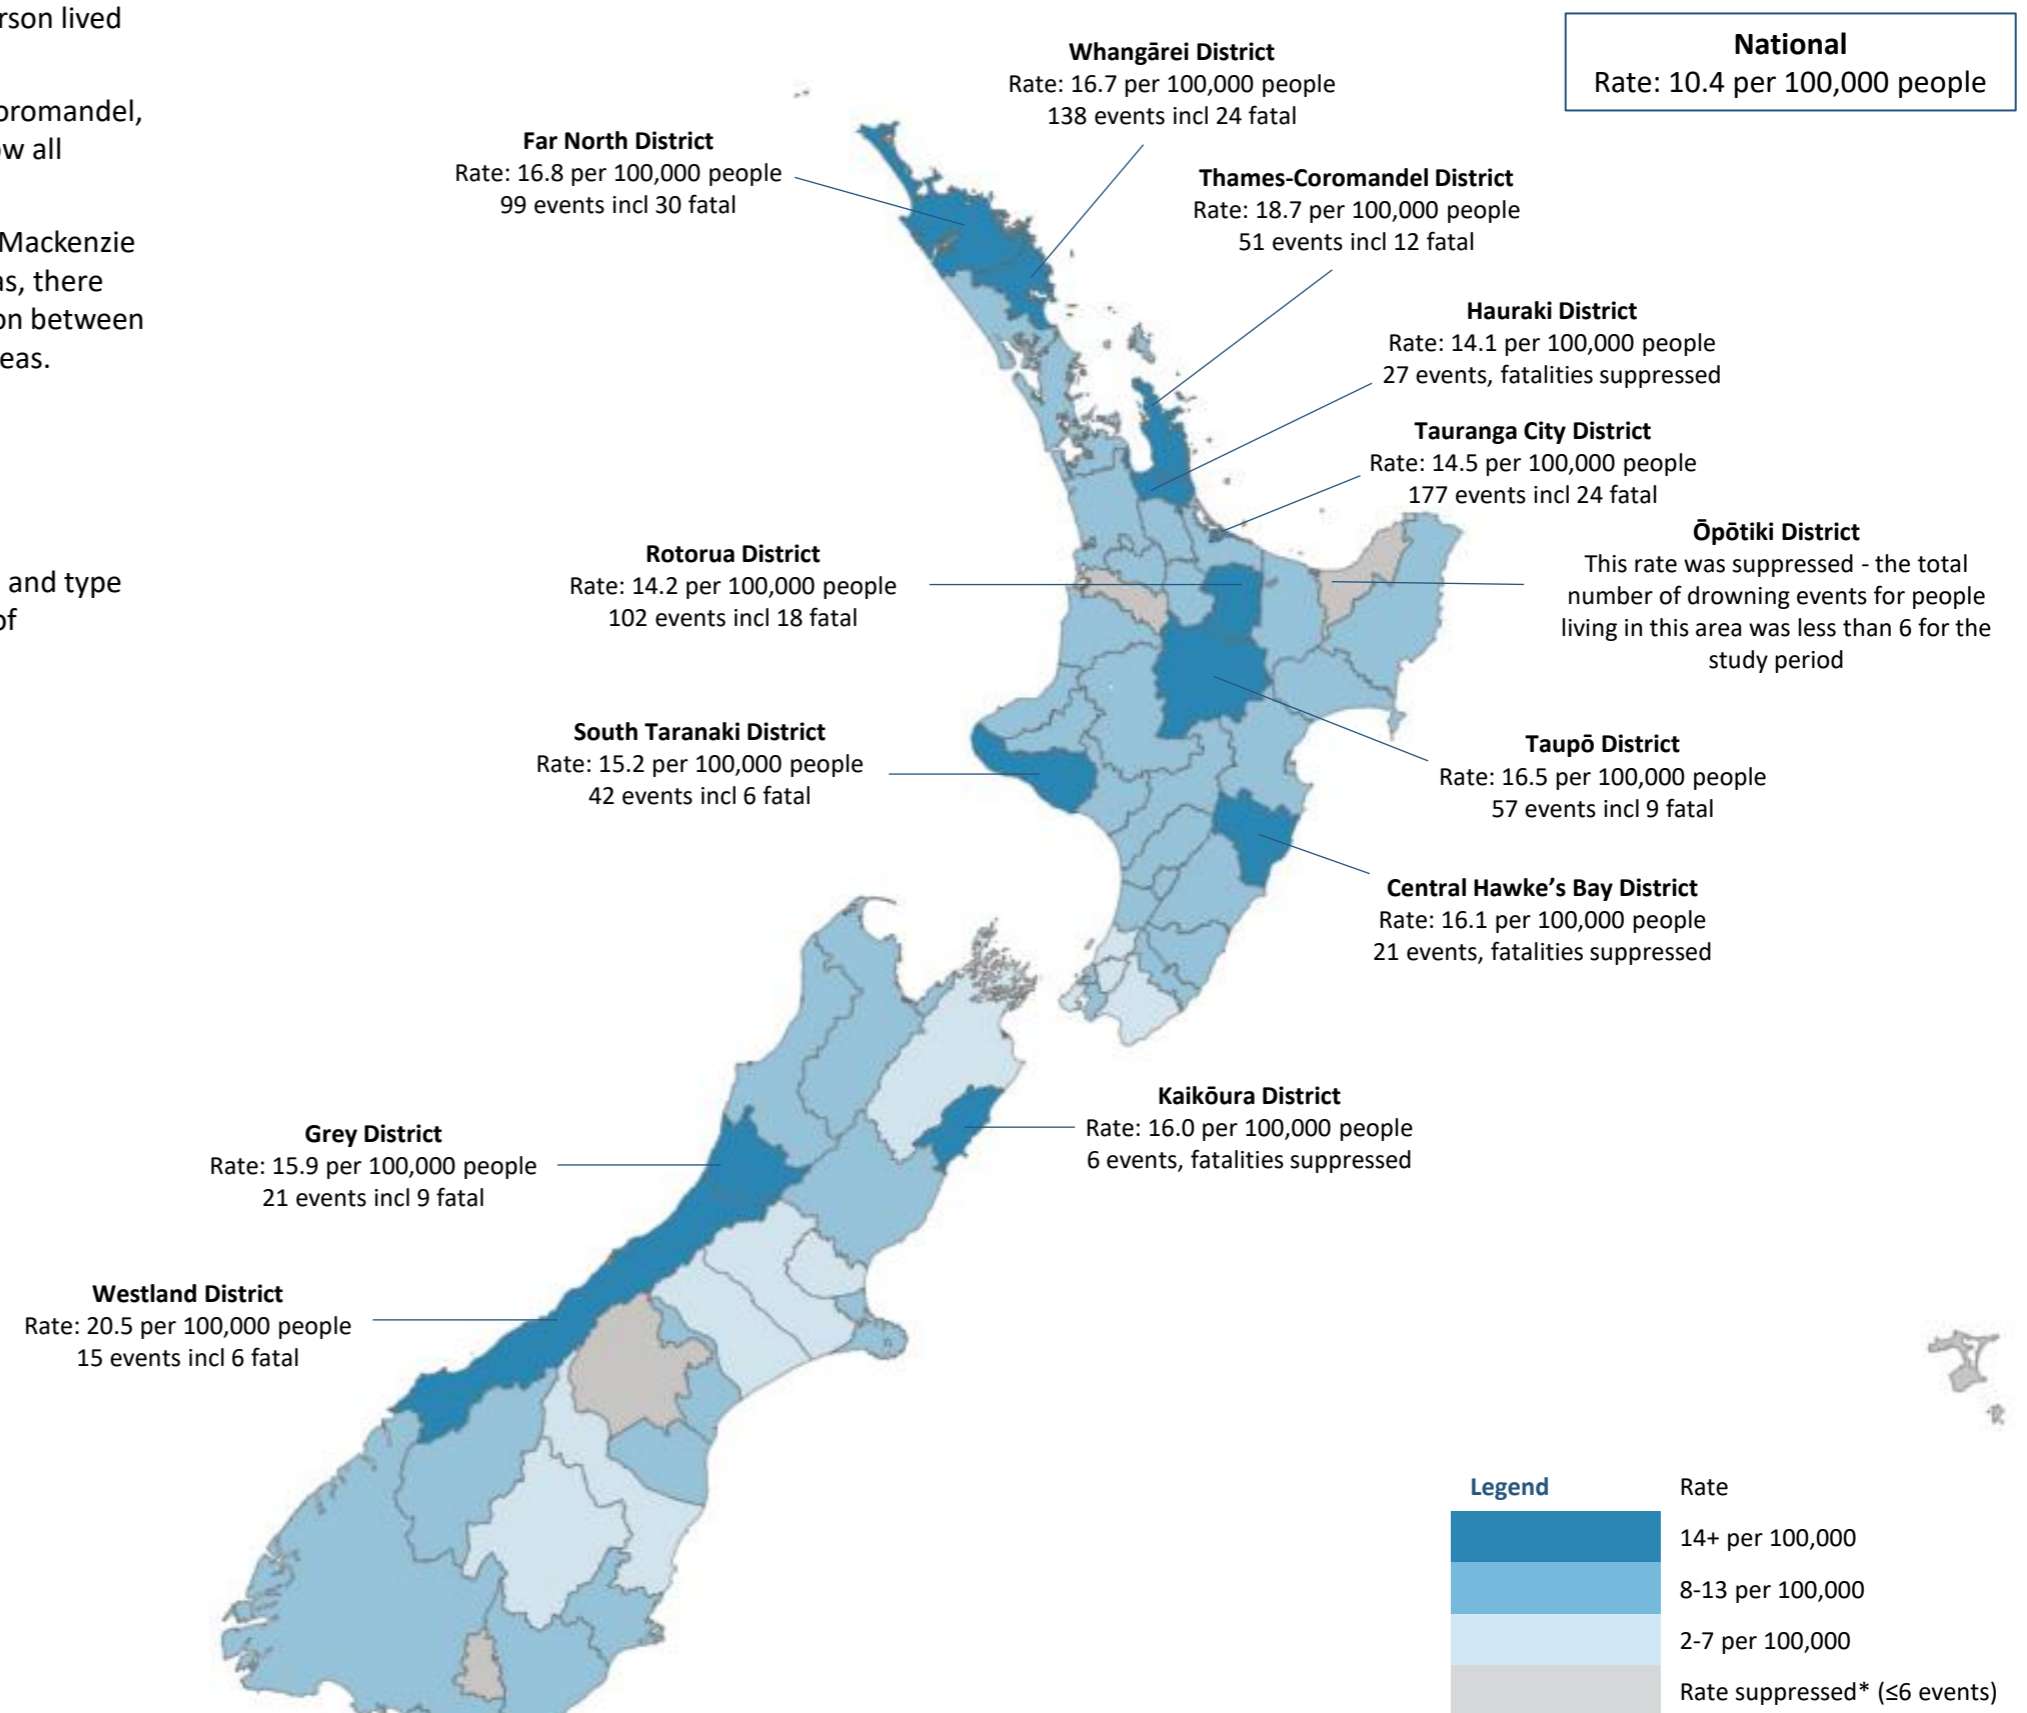 rson lived
oromandel,
ow all
Mackenzie
as, there
on between
eas.
and type
of
National
Rate: 10.4 per 100,000 people
Whangārei District
Rate: 16.7 per 100,000 people
138 events incl 24 fatal
Far North District
Rate: 16.8 per 100,000 people
99 events incl 30 fatal
Thames-Coromandel District
Rate: 18.7 per 100,000 people
51 events incl 12 fatal
Hauraki District
Rate: 14.1 per 100,000 people
27 events, fatalities suppressed
Tauranga City District
Rate: 14.5 per 100,000 people
177 events incl 24 fatal
Ōpōtiki District
This rate was suppressed - the total
number of drowning events for people
living in this area was less than 6 for the
study period
Rotorua District
Rate: 14.2 per 100,000 people
102 events incl 18 fatal
South Taranaki District
Rate: 15.2 per 100,000 people
42 events incl 6 fatal
Taupō District
Rate: 16.5 per 100,000 people
57 events incl 9 fatal
Central Hawke's Bay District
Rate: 16.1 per 100,000 people
21 events, fatalities suppressed
Kaikōura District
Rate: 16.0 per 100,000 people
6 events, fatalities suppressed
Grey District
Rate: 15.9 per 100,000 people
21 events incl 9 fatal
Westland District
Rate: 20.5 per 100,000 people
15 events incl 6 fatal
Legend Rate
14+ per 100,000
8-13 per 100,000
2-7 per 100,000
Rate suppressed* (≤6 events)